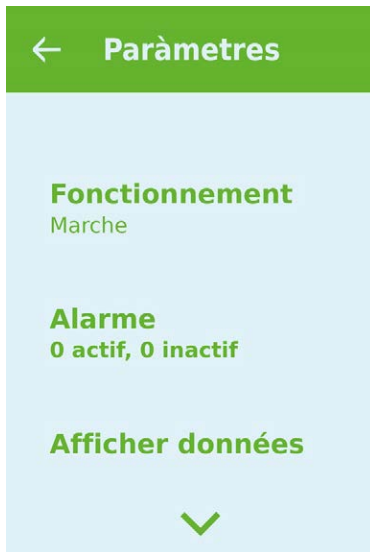 Paràmetres
Fonctionnement
Marche
Alarme
0 actif, 0 inactif
Afficher données